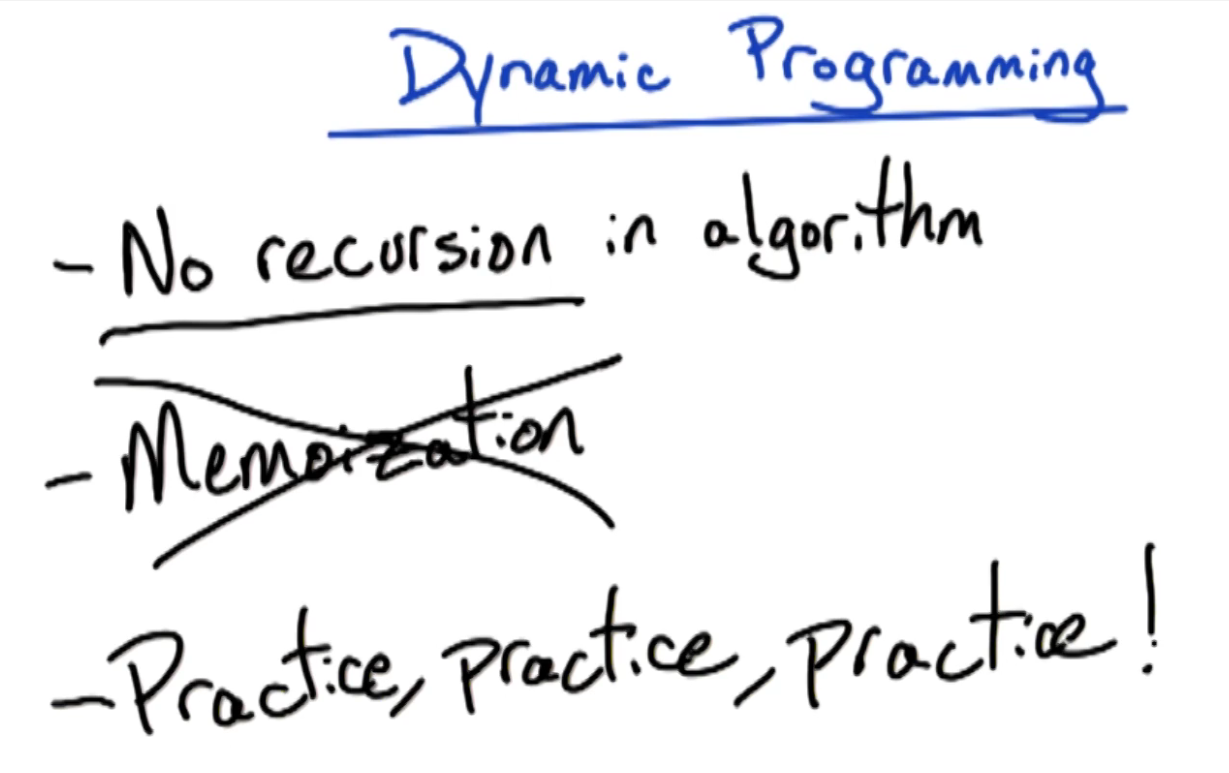 Dynamic Programming
- No recursion in algorithm
- Memoization
- Practice, practice, practice!